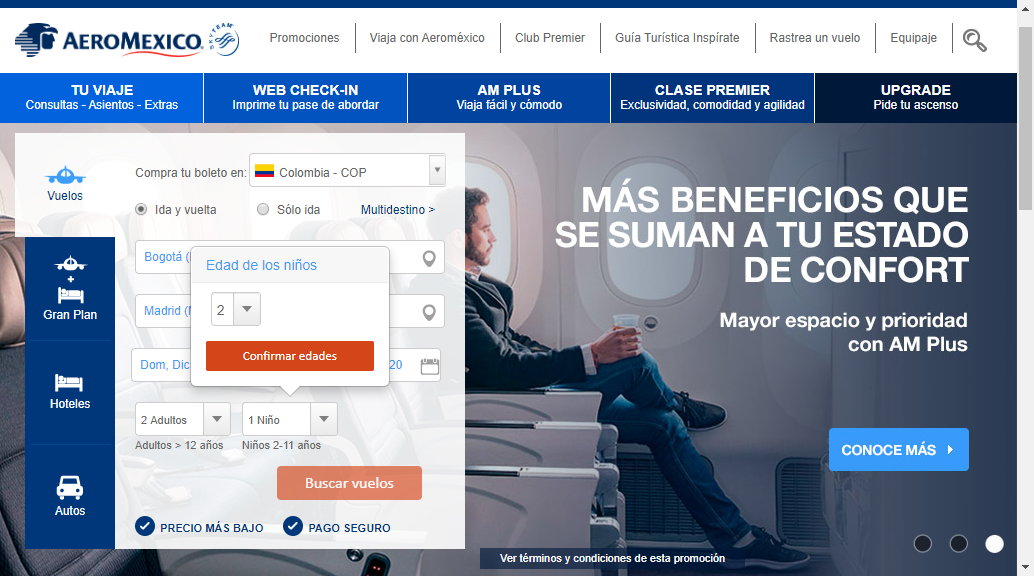 AEROMEXICO.
SKYTEAM
Promociones
Viaja con Aeroméxico
Club Premier
Guía Turística Inspírate
Rastrea un vuelo
Equipaje
TU VIAJE
Consultas - Asientos - Extras
WEB CHECK-IN
Imprime tu pase de abordar
AM PLUS
Viaja fácil y cómodo
CLASE PREMIER
Exclusividad, comodidad y agilidad
UPGRADE
Pide tu ascenso
Vuelos
Gran Plan
Hoteles
Autos
Compra tu boleto en:
Colombia - COP
Ida y vuelta
Sólo ida
Multidestino >
Bogotá (
Edad de los niños
Madrid (
2
Confirmar edades
Dom, Dic
20
2 Adultos
1 Niño
Adultos > 12 años
Niños 2-11 años
Buscar vuelos
PRECIO MÁS BAJO
PAGO SEGURO
MÁS BENEFICIOS QUE
SE SUMAN A TU ESTADO
DE CONFORT
Mayor espacio y prioridad
con AM Plus
CONOCE MÁS
Ver términos y condiciones de esta promoción